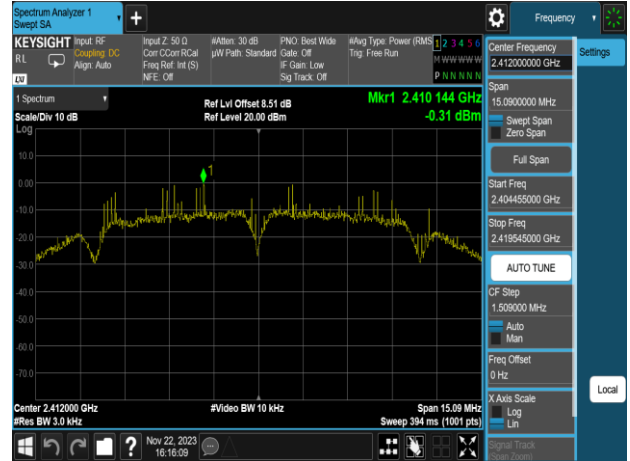 Spectrum Analyzer 1
Swept SA
Frequency
KEYSIGHT
Input: RF
Coupling: DC
Align: Auto
RL
LXI
Input Z: 50 Ω
Corr CCorr RCal
Freq Ref: Int (S)
NFE: Off
#Atten: 30 dB
µW Path: Standard
PNO: Best Wide
Gate: Off
IF Gain: Low
Sig Track: Off
#Avg Type: Power (RMS
Trig: Free Run
1 2 3 4 5 6
M W W W W W
P N N N N N
1 Spectrum
Scale/Div 10 dB
Ref Lvl Offset 8.51 dB
Ref Level 20.00 dBm
Mkr1 2.410 144 GHz
-0.31 dBm
Log
10.0
0.00
-10.0
-20.0
-30.0
-40.0
-50.0
-60.0
-70.0
1
Center 2.412000 GHz
#Res BW 3.0 kHz
#Video BW 10 kHz
Span 15.09 MHz
Sweep 394 ms (1001 pts)
Nov 22, 2023
16:16:09
Center Frequency
2.412000000 GHz
Settings
Span
15.0900000 MHz
Swept Span
Zero Span
Full Span
Start Freq
2.404455000 GHz
Stop Freq
2.419545000 GHz
AUTO TUNE
CF Step
1.509000 MHz
Auto
Man
Freq Offset
0 Hz
X Axis Scale
Log
Lin
Local
Signal Track
(Span Zoom)